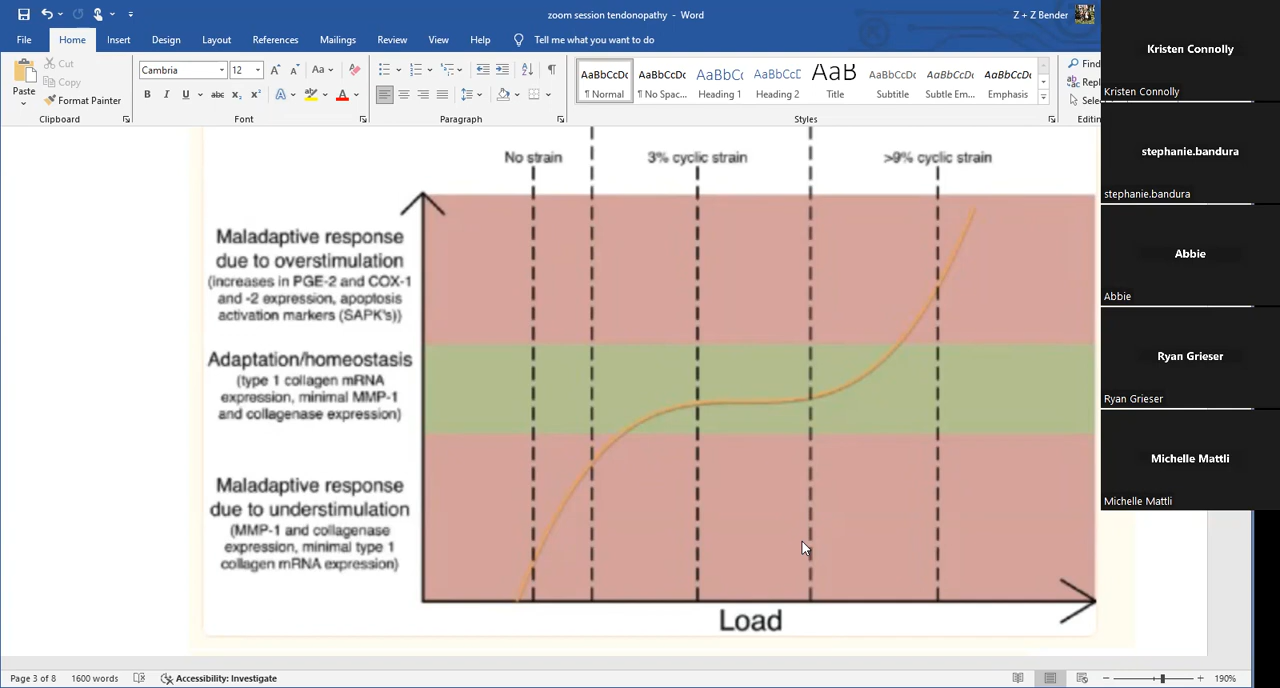 zoom session tendonopathy - Word
Z + Z Bender
File Home Insert Design Layout References Mailings Review View Help Tell me what you want to do
Paste
Cut
Copy
Format Painter
Clipboard
Cambria 12
Font
Paragraph
AaBbCcDc AaBbCcDc AaBbCc AaBbCcD AaB AaBbCcDc AaBbCcDc AaBbCcDc
¶ Normal ¶ No Spac... Heading 1 Heading 2 Title Subtitle Subtle Em... Emphasis
Styles
Find
Repl
Sele
Editin
No strain 3% cyclic strain >9% cyclic strain
Maladaptive response
due to overstimulation
(increases in PGE-2 and COX-1
and -2 expression, apoptosis
activation markers (SAPK's))
Adaptation/homeostasis
(type 1 collagen mRNA
expression, minimal MMP-1
and collagenase expression)
Maladaptive response
due to understimulation
(MMP-1 and collagenase
expression, minimal type 1
collagen mRNA expression)
Load
Kristen Connolly
Kristen Connolly
stephanie.bandura
stephanie.bandura
Abbie
Abbie
Ryan Grieser
Ryan Grieser
Michelle Mattli
Michelle Mattli
Page 3 of 8 1600 words Accessibility: Investigate 190%